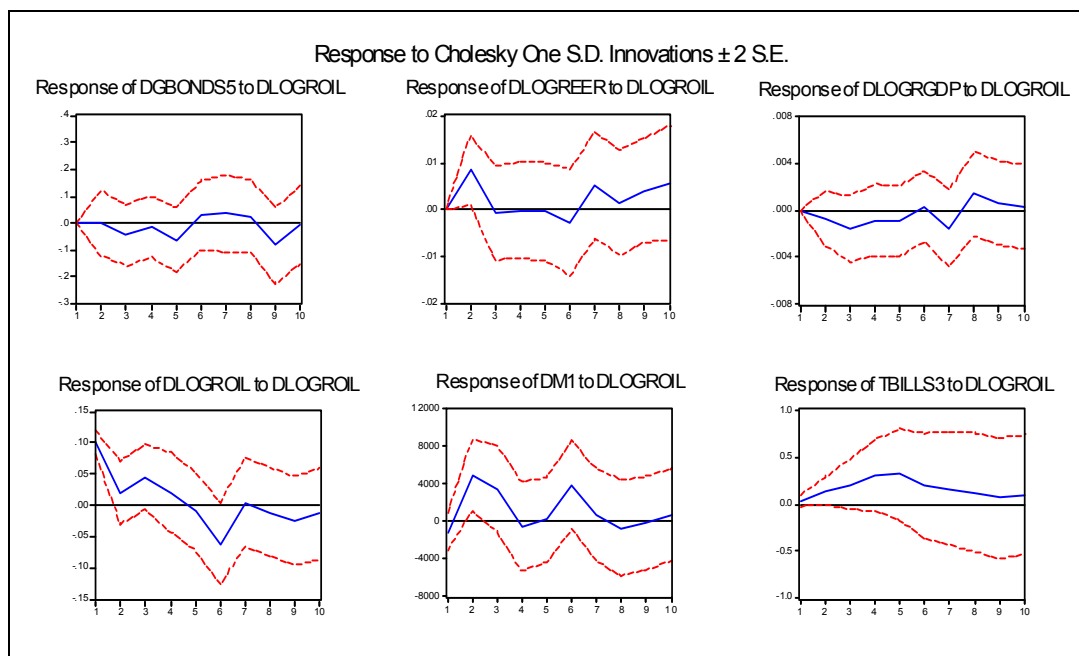 Response to Cholesky One S.D. Innovations ± 2 S.E.
Response of DGBONDS5 to DLOGROIL
.4
.3
.2
.1
.0
-.1
-.2
-.3
1 2 3 4 5 6 7 8 9 10
Response of DLOGREER to DLOGROIL
.02
.01
.00
-.01
-.02
1 2 3 4 5 6 7 8 9 10
Response of DLOGRGDP to DLOGROIL
.008
.004
.000
-.004
-.008
1 2 3 4 5 6 7 8 9 10
Response of DLOGROIL to DLOGROIL
.15
.10
.05
.00
-.05
-.10
-.15
1 2 3 4 5 6 7 8 9 10
Response of DM1 to DLOGROIL
12000
8000
4000
0
-4000
-8000
1 2 3 4 5 6 7 8 9 10
Response of TBILLS3 to DLOGROIL
1.0
0.5
0.0
-0.5
-1.0
1 2 3 4 5 6 7 8 9 10